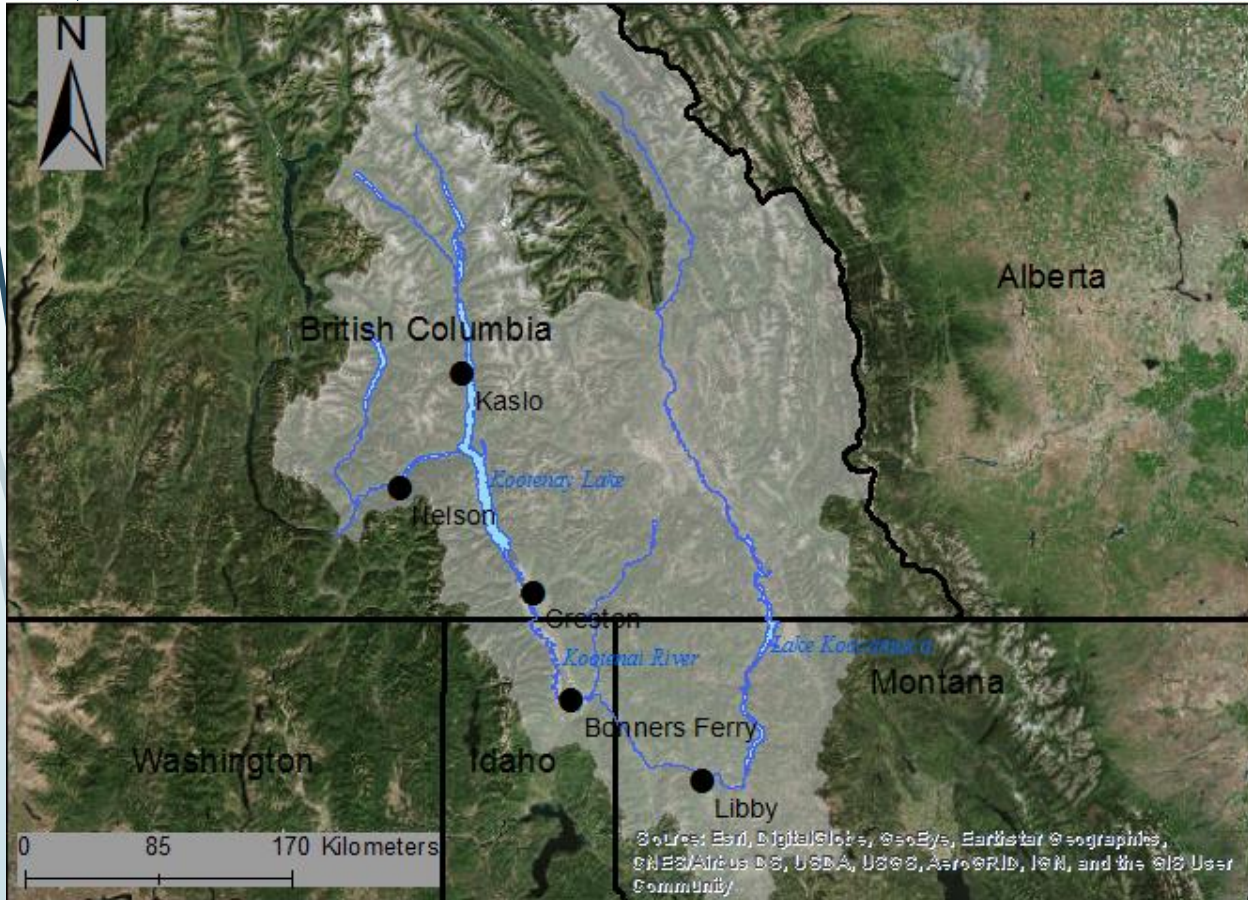 N
Alberta
British Columbia
Kaslo
Kootenay Lake
Nelson
Creston
Kootenai River
Lake Koocanusa
Montana
Bonners Ferry
Washington
Idaho
Libby
0 85 170 Kilometers
Source: Esri, DigitalGlobe, GeoEye, Earthstar Geographics,
CNES/Airbus DS, USDA, USGS, AeroGRID, IGN, and the GIS User
Community